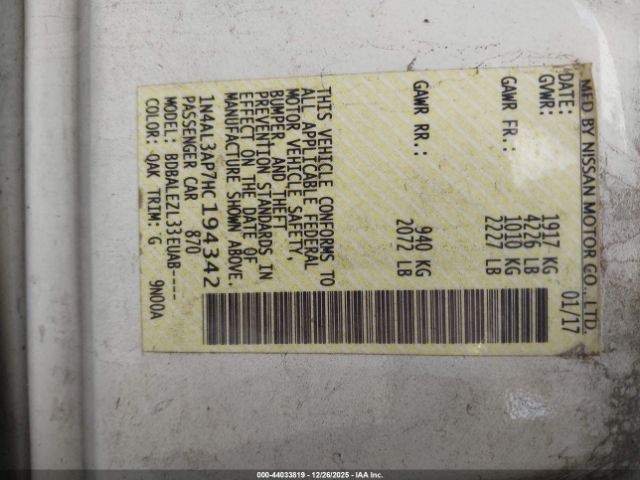 MFD BY NISSAN MOTOR CO., LTD.
DATE: 01/17
GVWR: 1917 KG
4226 LB
GAWR FR.: 1010 KG
2227 LB
GAWR RR.: 940 KG
2072 LB
THIS VEHICLE CONFORMS TO
ALL APPLICABLE FEDERAL
MOTOR VEHICLE SAFETY,
BUMPER, AND THEFT
PREVENTION STANDARDS IN
EFFECT ON THE DATE OF
MANUFACTURE SHOWN ABOVE.
1N4AL3AP7HC194342
PASSENGER CAR 870
MODEL: BDBALEZL33EUAB----
COLOR: QAK TRIM: G 9N00A
000-44033819 - 12/26/2025 - IAA Inc.